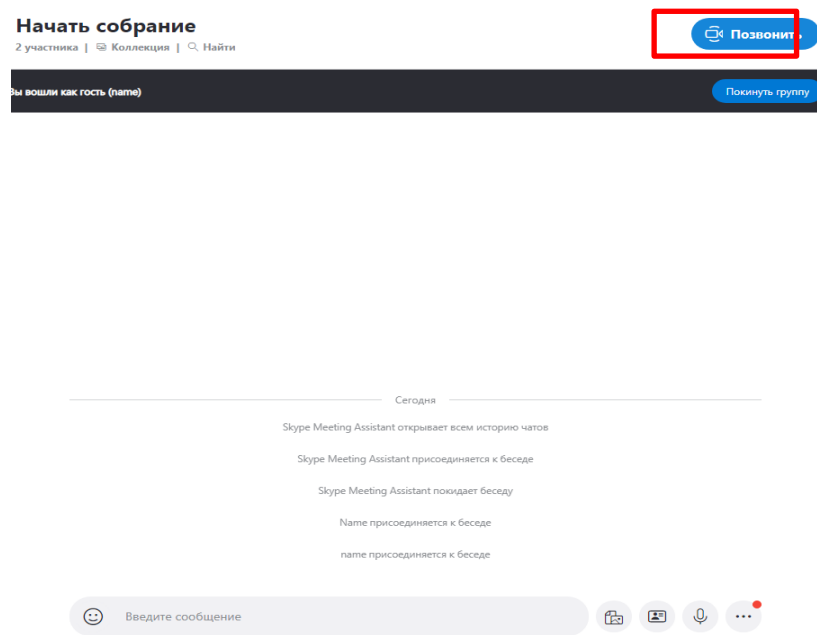 Начать собрание
2 участника | Коллекция | Найти
Позвонить
Вы вошли как гость (name)
Покинуть группу
Сегодня
Skype Meeting Assistant открывает всем историю чатов
Skype Meeting Assistant присоединяется к беседе
Skype Meeting Assistant покидает беседу
Name присоединяется к беседе
name присоединяется к беседе
Введите сообщение